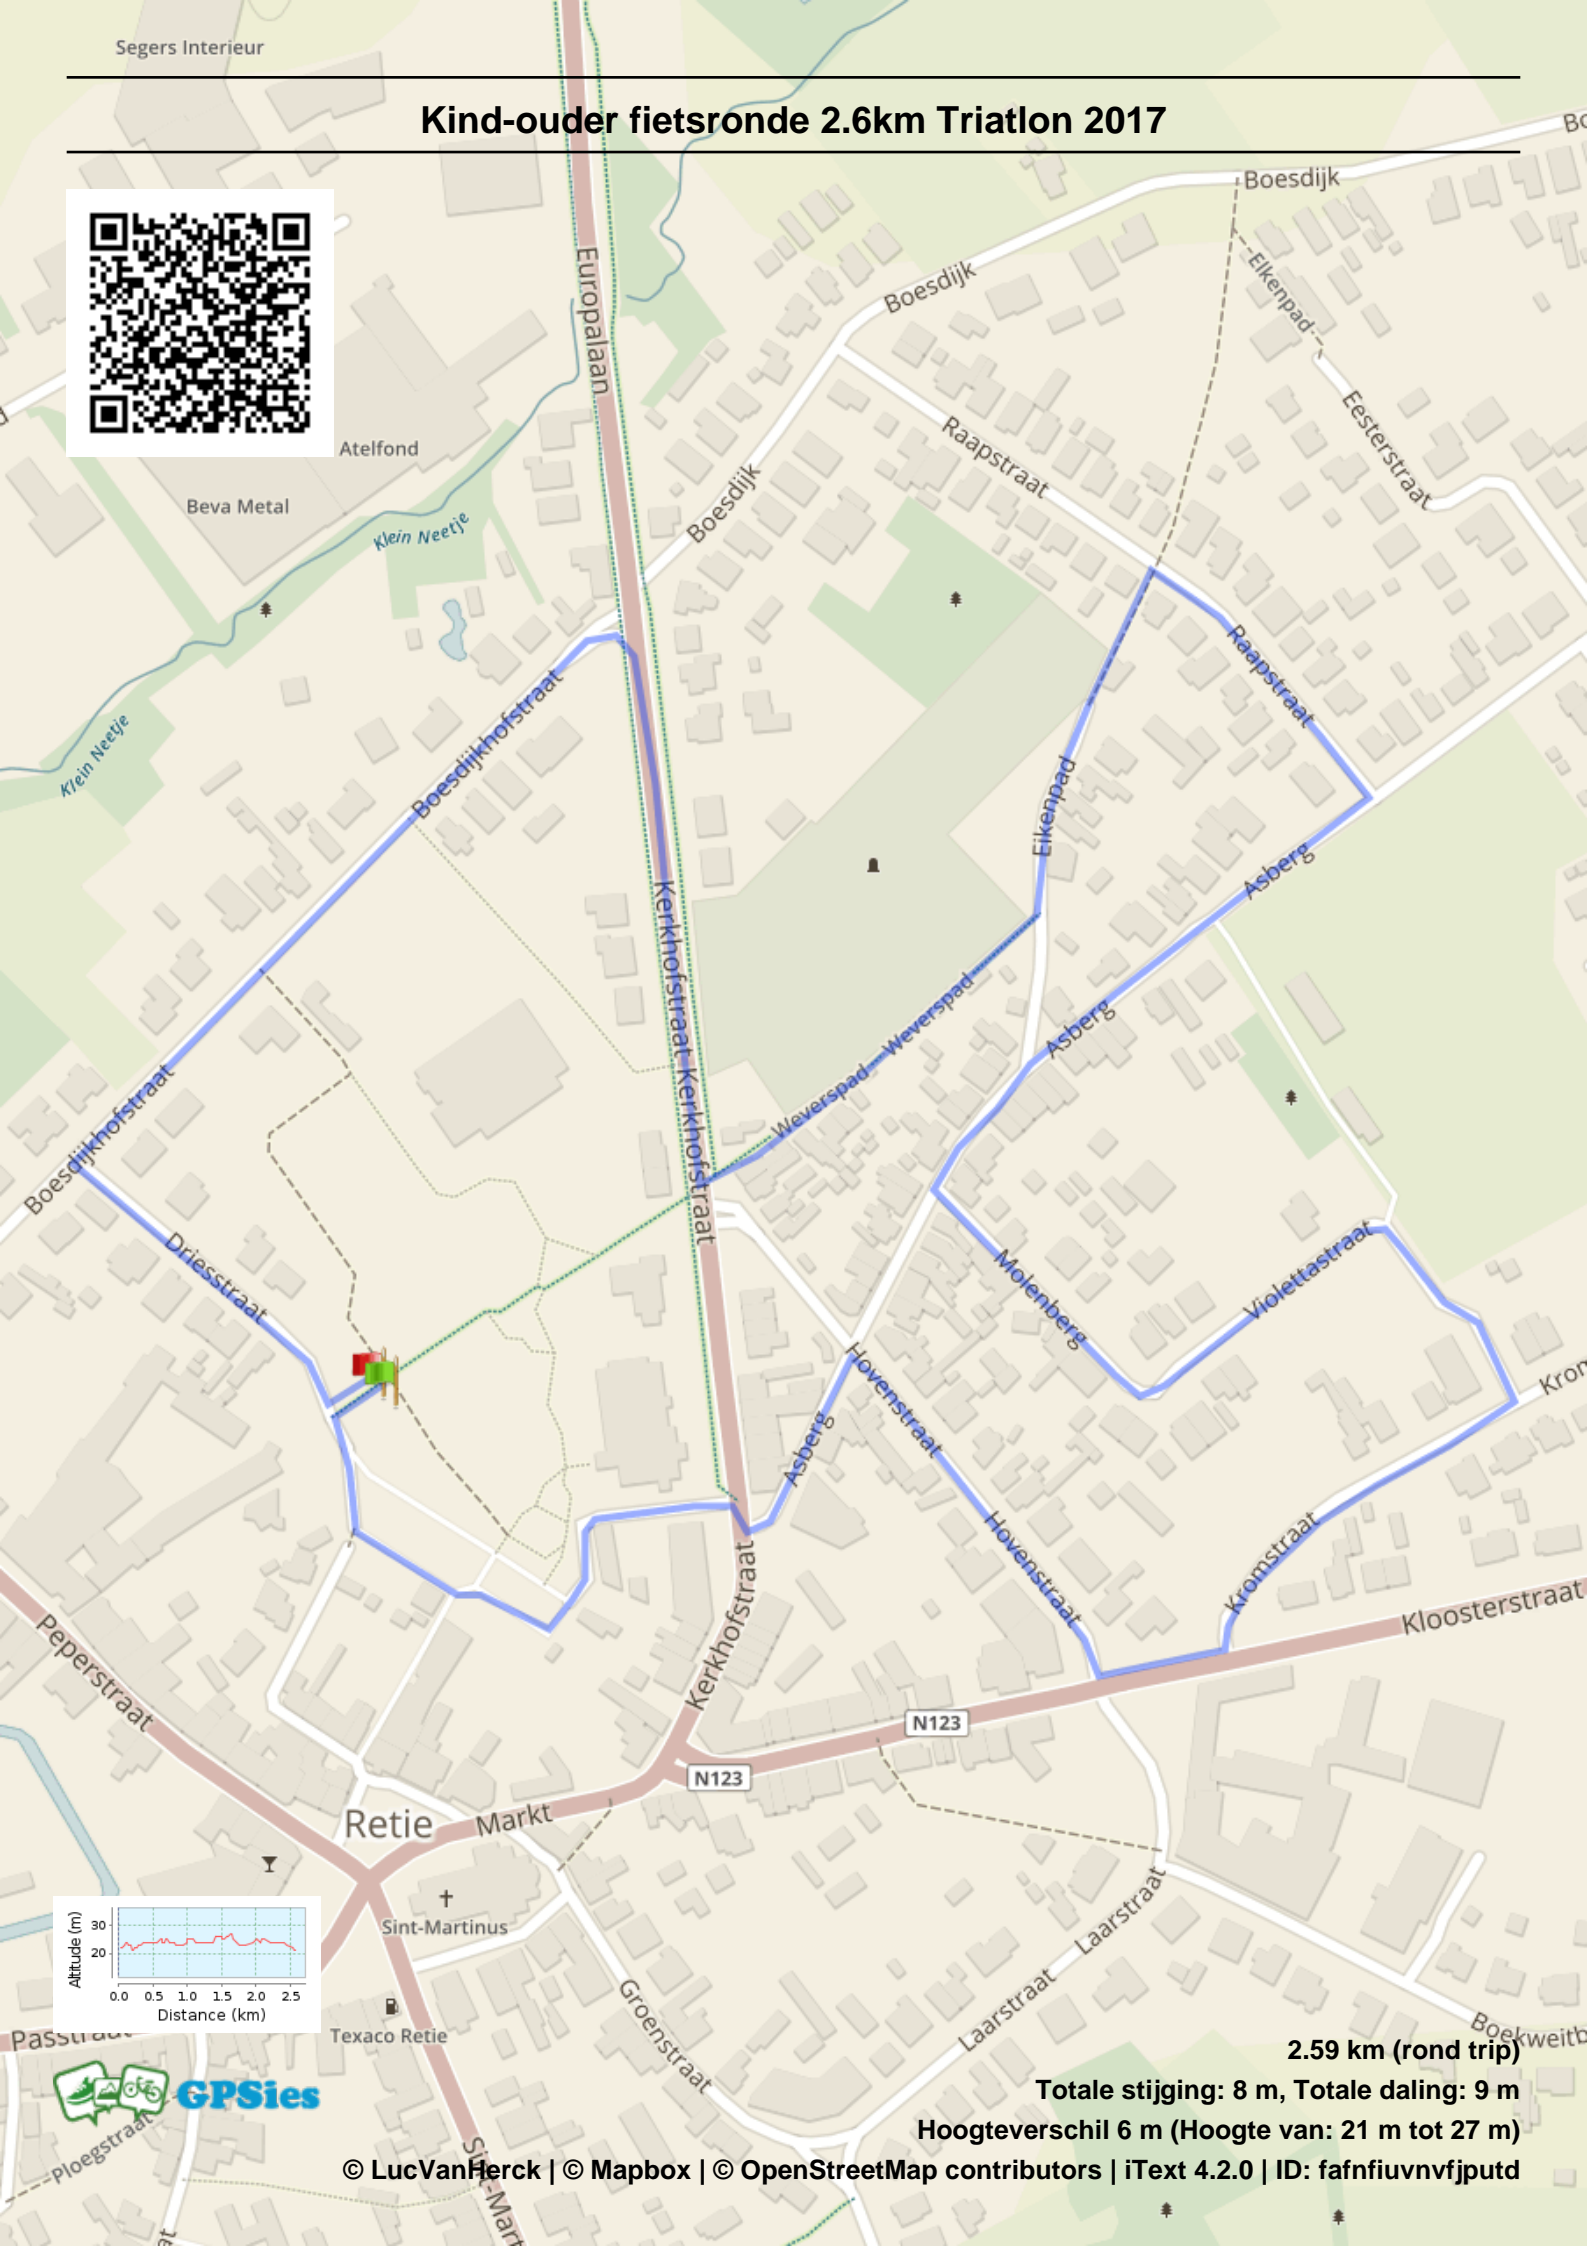 Segers Interieur
Kind-ouder fietsronde 2.6km Triatlon 2017
Boesdijk
Elkenpad
Europalaan
Boesdijk
Eesterstraat
Raapstraat
Atelfond
Beva Metal
Boesdijk
Klein Neetje
Raapstraat
Boesdijkhofstraat
Klein Neetje
Eikenpad
Asberg
Kerkhofstraat
Weverspad
Asberg
Kerkhofstraat
Weverspad
Boesdijkhofstraat
Driesstraat
Molenberg
Violettastraat
Hovenstraat
Asberg
Hovenstraat
Kromstraat
Kloosterstraat
Peperstraat
Kerkhofstraat
N123
N123
Retie
Markt
Sint-Martinus
Laarstraat
Altitude (m)
30
20
0.0 0.5 1.0 1.5 2.0 2.5
Distance (km)
Texaco Retie
Groenstraat
Laarstraat
Passtraat
GPSies
Ploegstraat
2.59 km (rond trip)
Totale stijging: 8 m, Totale daling: 9 m
Hoogteverschil 6 m (Hoogte van: 21 m tot 27 m)
© LucVanHerck | © Mapbox | © OpenStreetMap contributors | iText 4.2.0 | ID: fafnfiuvnvfjputd